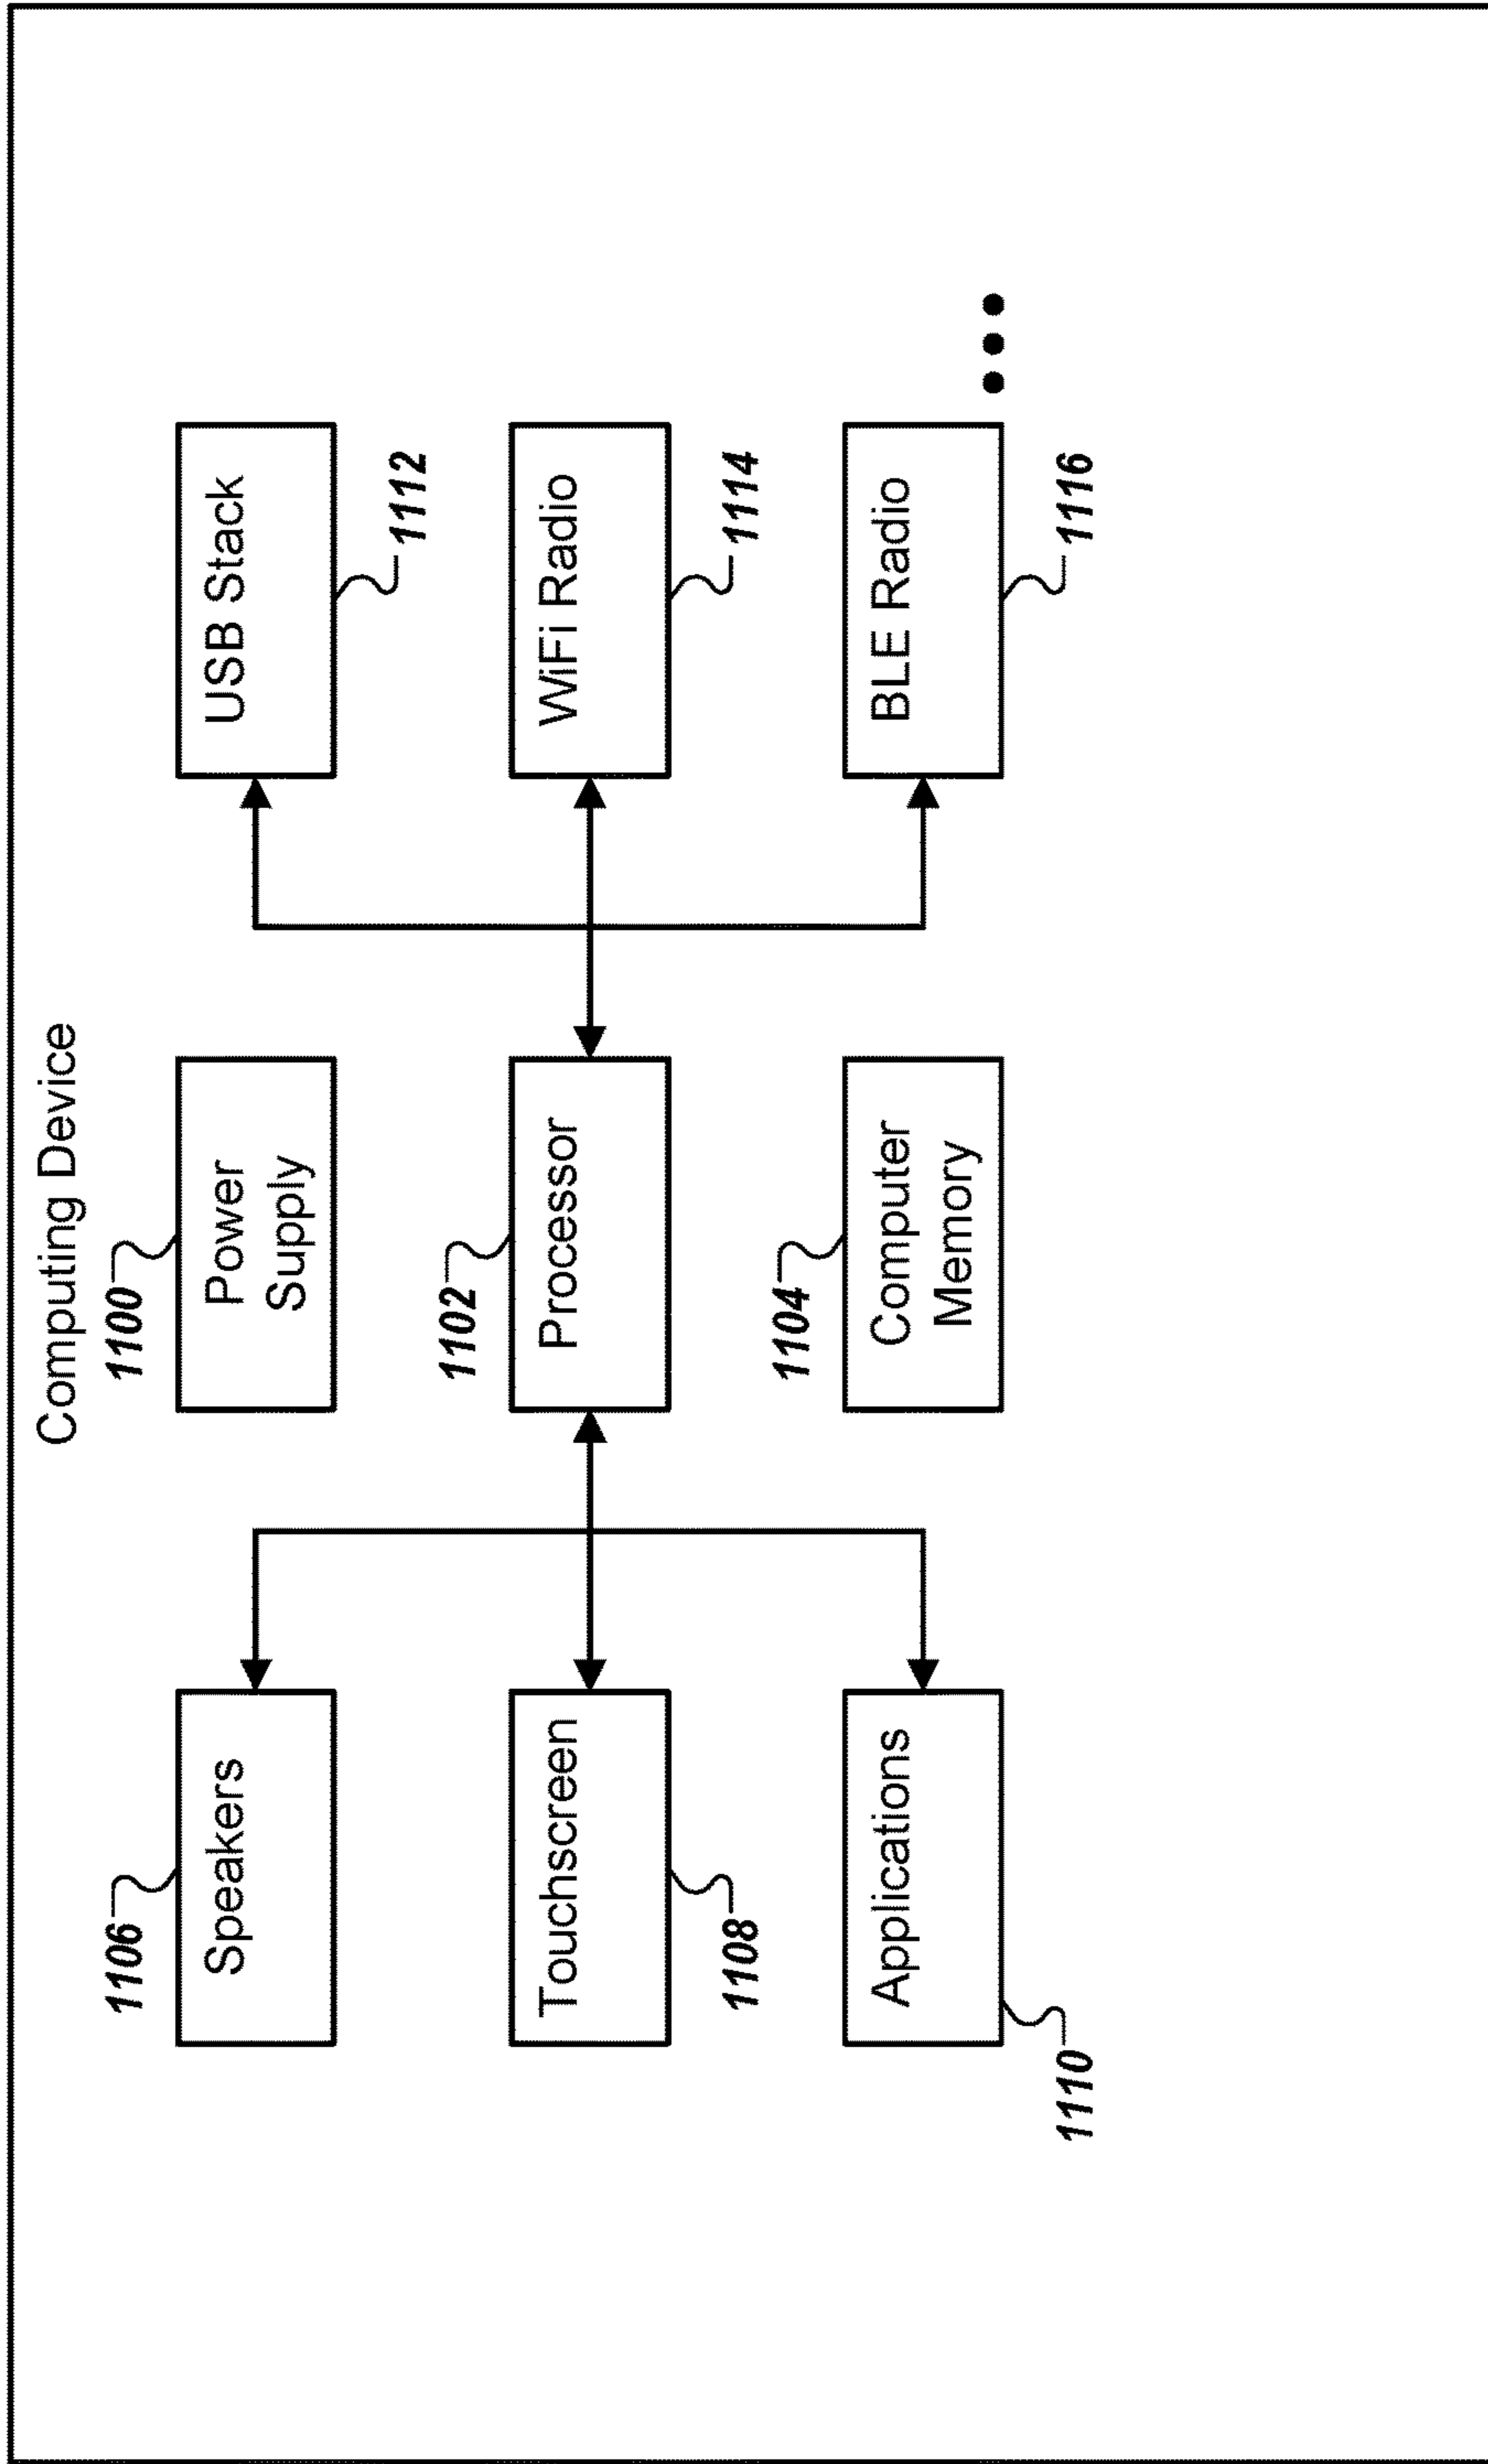 Computing Device
1106
Speakers
1100
Power
Supply
USB Stack
1112
Touchscreen
1108
1102
Processor
WiFi Radio
1114
Applications
1110
1104
Computer
Memory
BLE Radio
1116